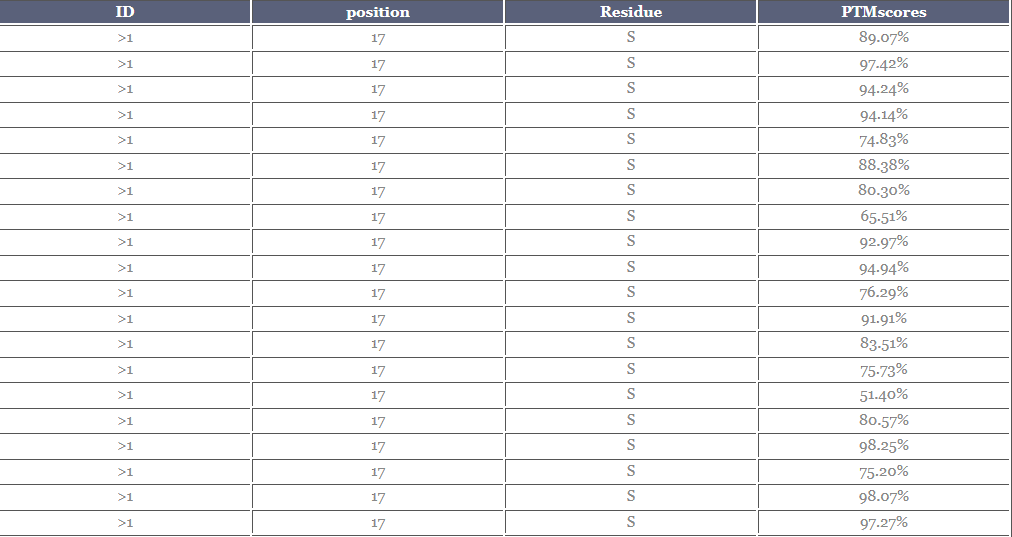 ID position Residue PTMscores
>1 17 S 89.07%
>1 17 S 97.42%
>1 17 S 94.24%
>1 17 S 94.14%
>1 17 S 74.83%
>1 17 S 88.38%
>1 17 S 80.30%
>1 17 S 65.51%
>1 17 S 92.97%
>1 17 S 94.94%
>1 17 S 76.29%
>1 17 S 91.91%
>1 17 S 83.51%
>1 17 S 75.73%
>1 17 S 51.40%
>1 17 S 80.57%
>1 17 S 98.25%
>1 17 S 75.20%
>1 17 S 98.07%
>1 17 S 97.27%